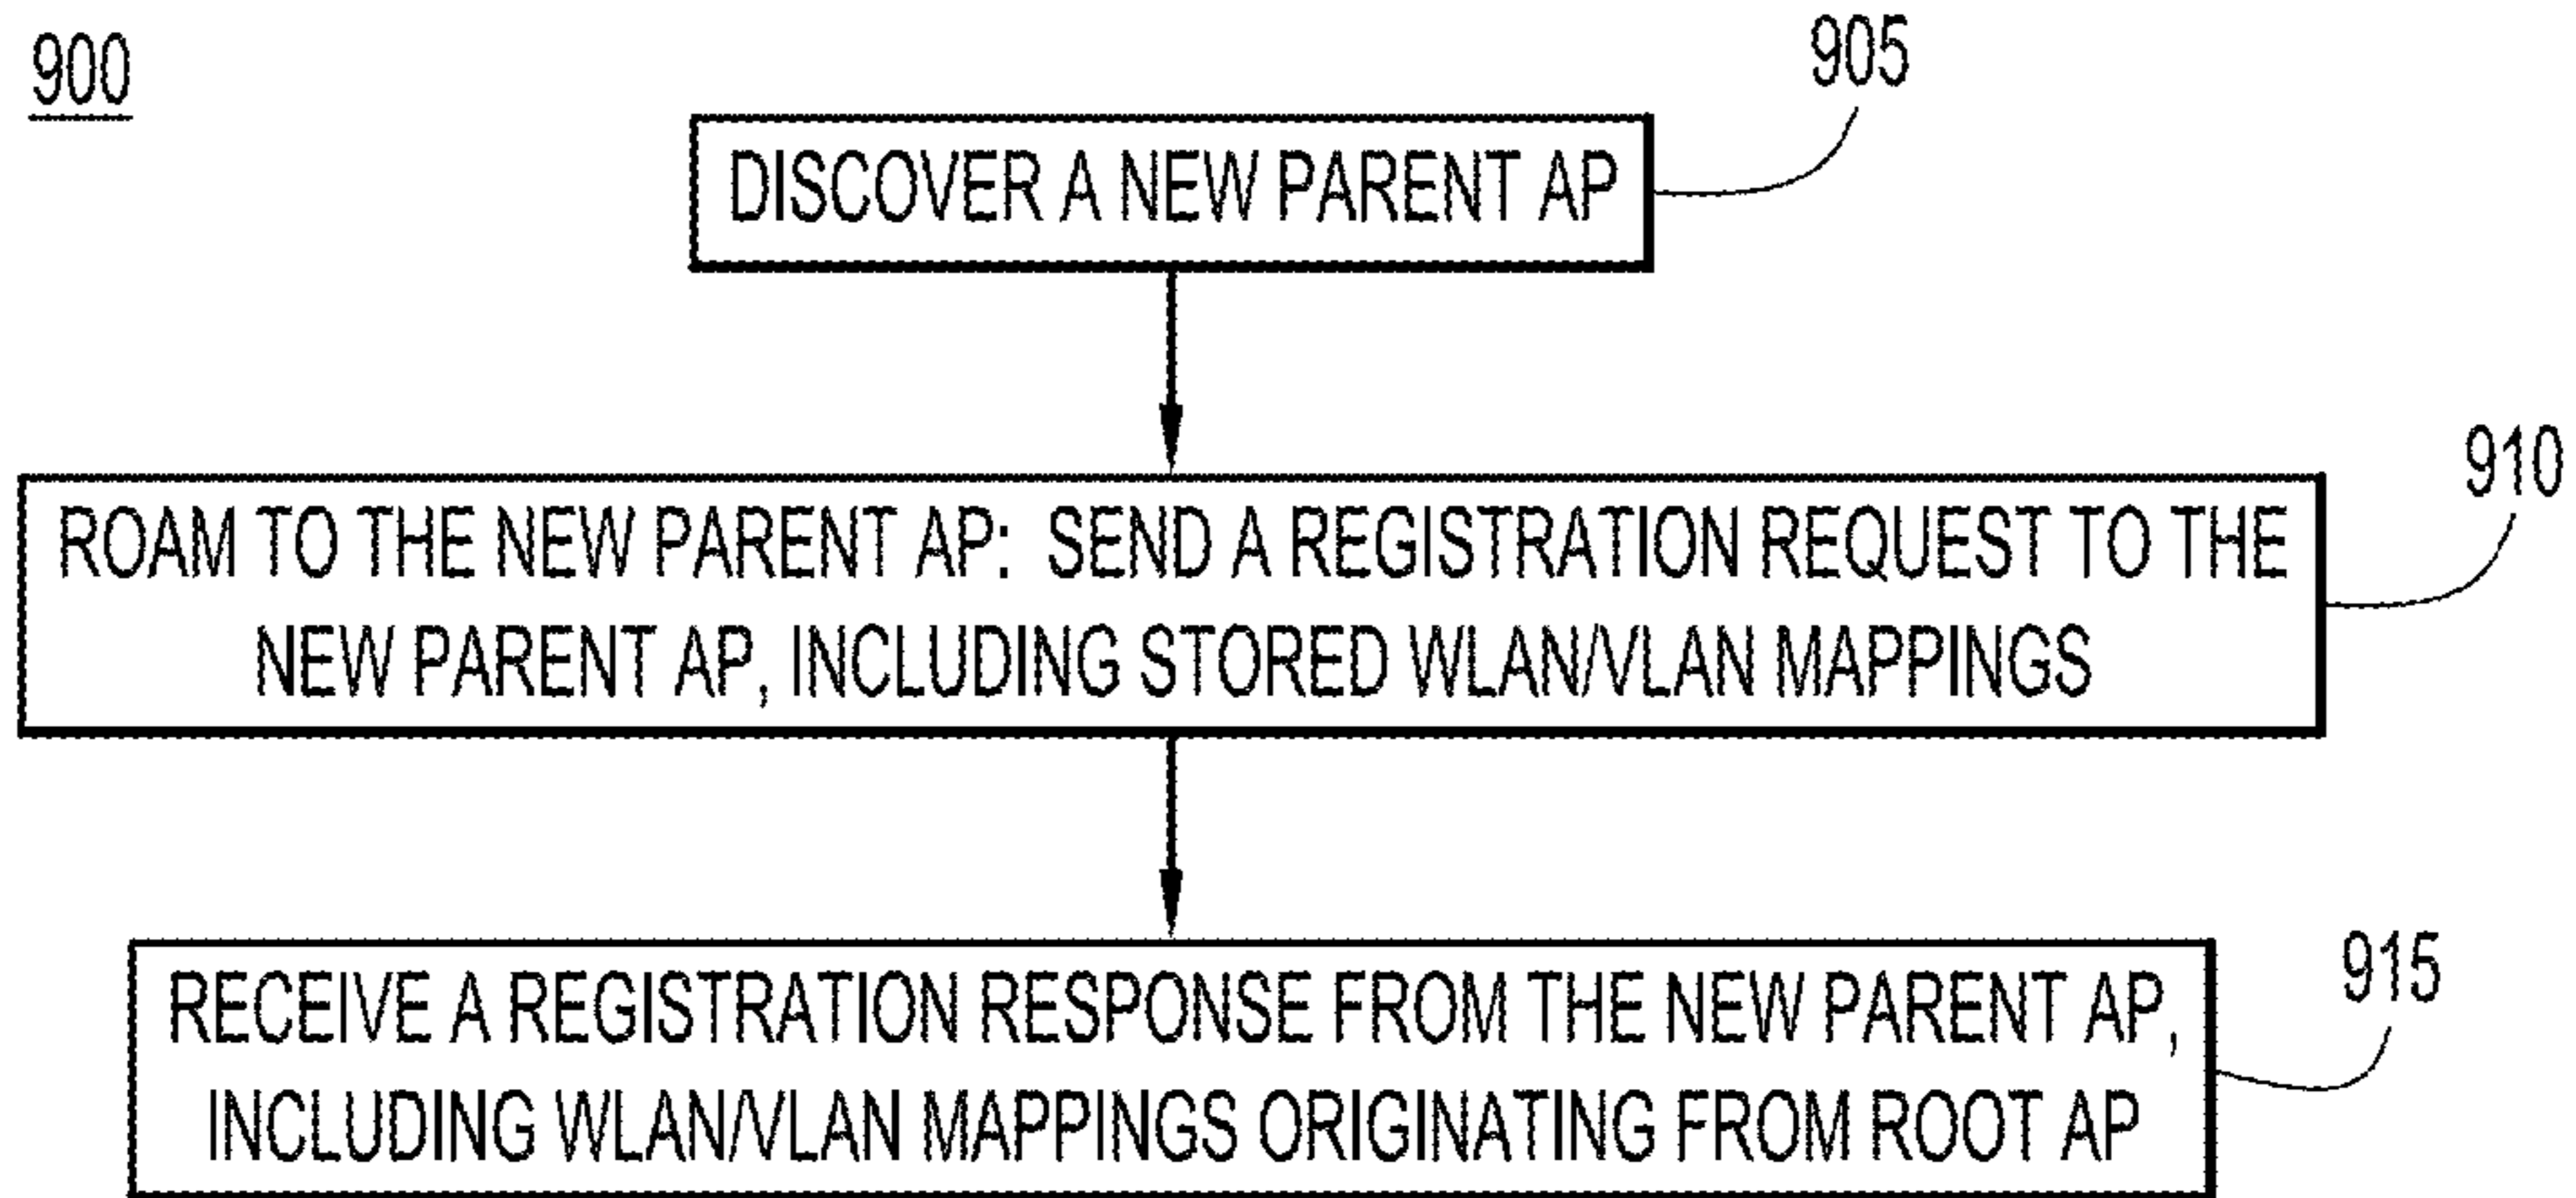 900
905
DISCOVER A NEW PARENT AP
910
ROAM TO THE NEW PARENT AP: SEND A REGISTRATION REQUEST TO THE
NEW PARENT AP, INCLUDING STORED WLAN/VLAN MAPPINGS
915
RECEIVE A REGISTRATION RESPONSE FROM THE NEW PARENT AP,
INCLUDING WLAN/VLAN MAPPINGS ORIGINATING FROM ROOT AP